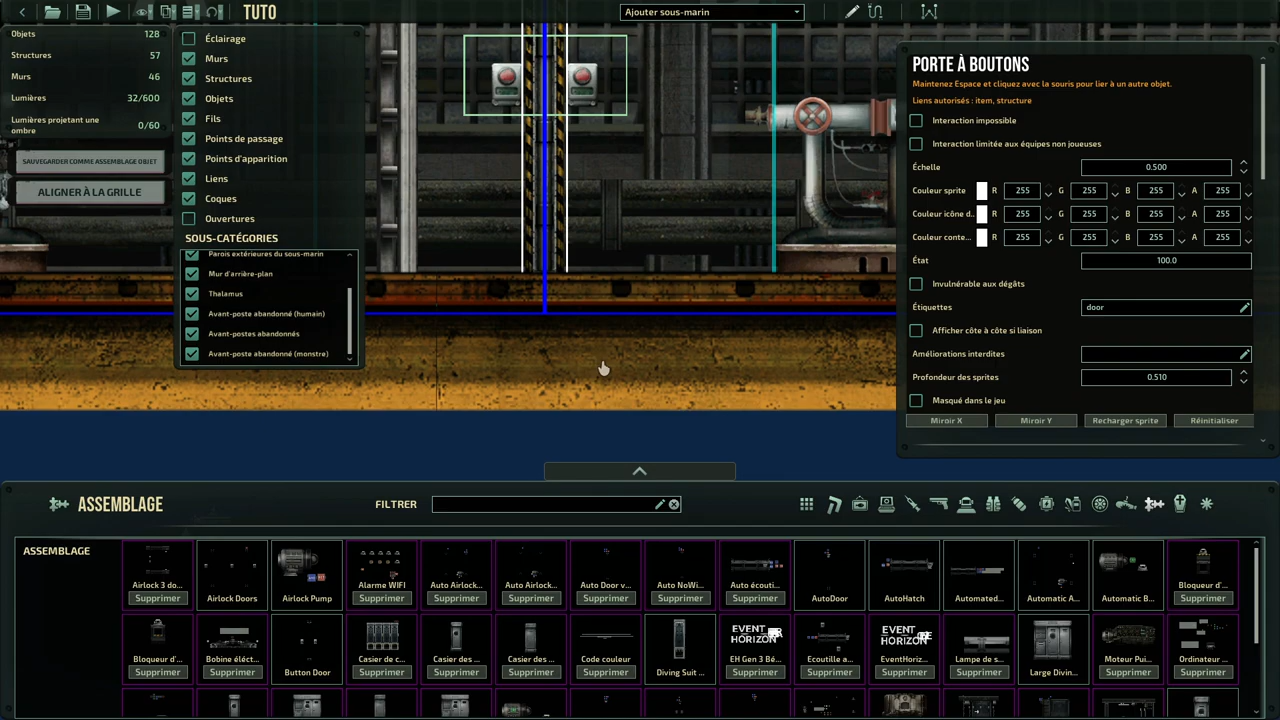 TUTO
Ajouter sous-marin
Objets 128
Structures 57
Murs 46
Lumières 32/600
Lumières projetant une ombre 0/60
SAUVEGARDER COMME ASSEMBLAGE OBJET
ALIGNER À LA GRILLE
Éclairage
Murs
Structures
Objets
Fils
Points de passage
Points d'apparition
Liens
Coques
Ouvertures
SOUS-CATÉGORIES
Parois extérieures du sous-marin
Mur d'arrière-plan
Thalamus
Avant-poste abandonné (humain)
Avant-postes abandonnés
Avant-poste abandonné (monstre)
PORTE À BOUTONS
Maintenez Espace et cliquez avec la souris pour lier à un autre objet.
Liens autorisés : item, structure
Interaction impossible
Interaction limitée aux équipes non joueuses
Échelle 0.500
Couleur sprite R 255 G 255 B 255 A 255
Couleur icône d.. R 255 G 255 B 255 A 255
Couleur conte... R 255 G 255 B 255 A 255
État 100.0
Invulnérable aux dégâts
Étiquettes door
Afficher côte à côte si liaison
Améliorations interdites
Profondeur des sprites 0.510
Masqué dans le jeu
Miroir X Miroir Y Recharger sprite Réinitialiser
ASSEMBLAGE
FILTRER
ASSEMBLAGE
Airlock 3 do... Airlock Doors Airlock Pump Alarme WIFI Auto Airlock... Auto Airlock... Auto Door v... Auto NoWi... Auto écouti... AutoDoor AutoHatch Automated... Automatic A... Automatic B... Bloqueur d'...
Supprimer Supprimer Supprimer Supprimer Supprimer Supprimer Supprimer Supprimer
EVENT HORIZON EVENT HORIZON
Bloqueur d'... Bobine éléct... Button Door Casier de c... Casier des ... Casier des ... Code couleur Diving Suit ... EH Gen 3 Bé... Ecoutille a... EventHoriz... Lampe de s... Large Divin... Moteur Pui... Ordinateur ...
Supprimer Supprimer Supprimer Supprimer Supprimer Supprimer Supprimer Supprimer Supprimer Supprimer Supprimer Supprimer